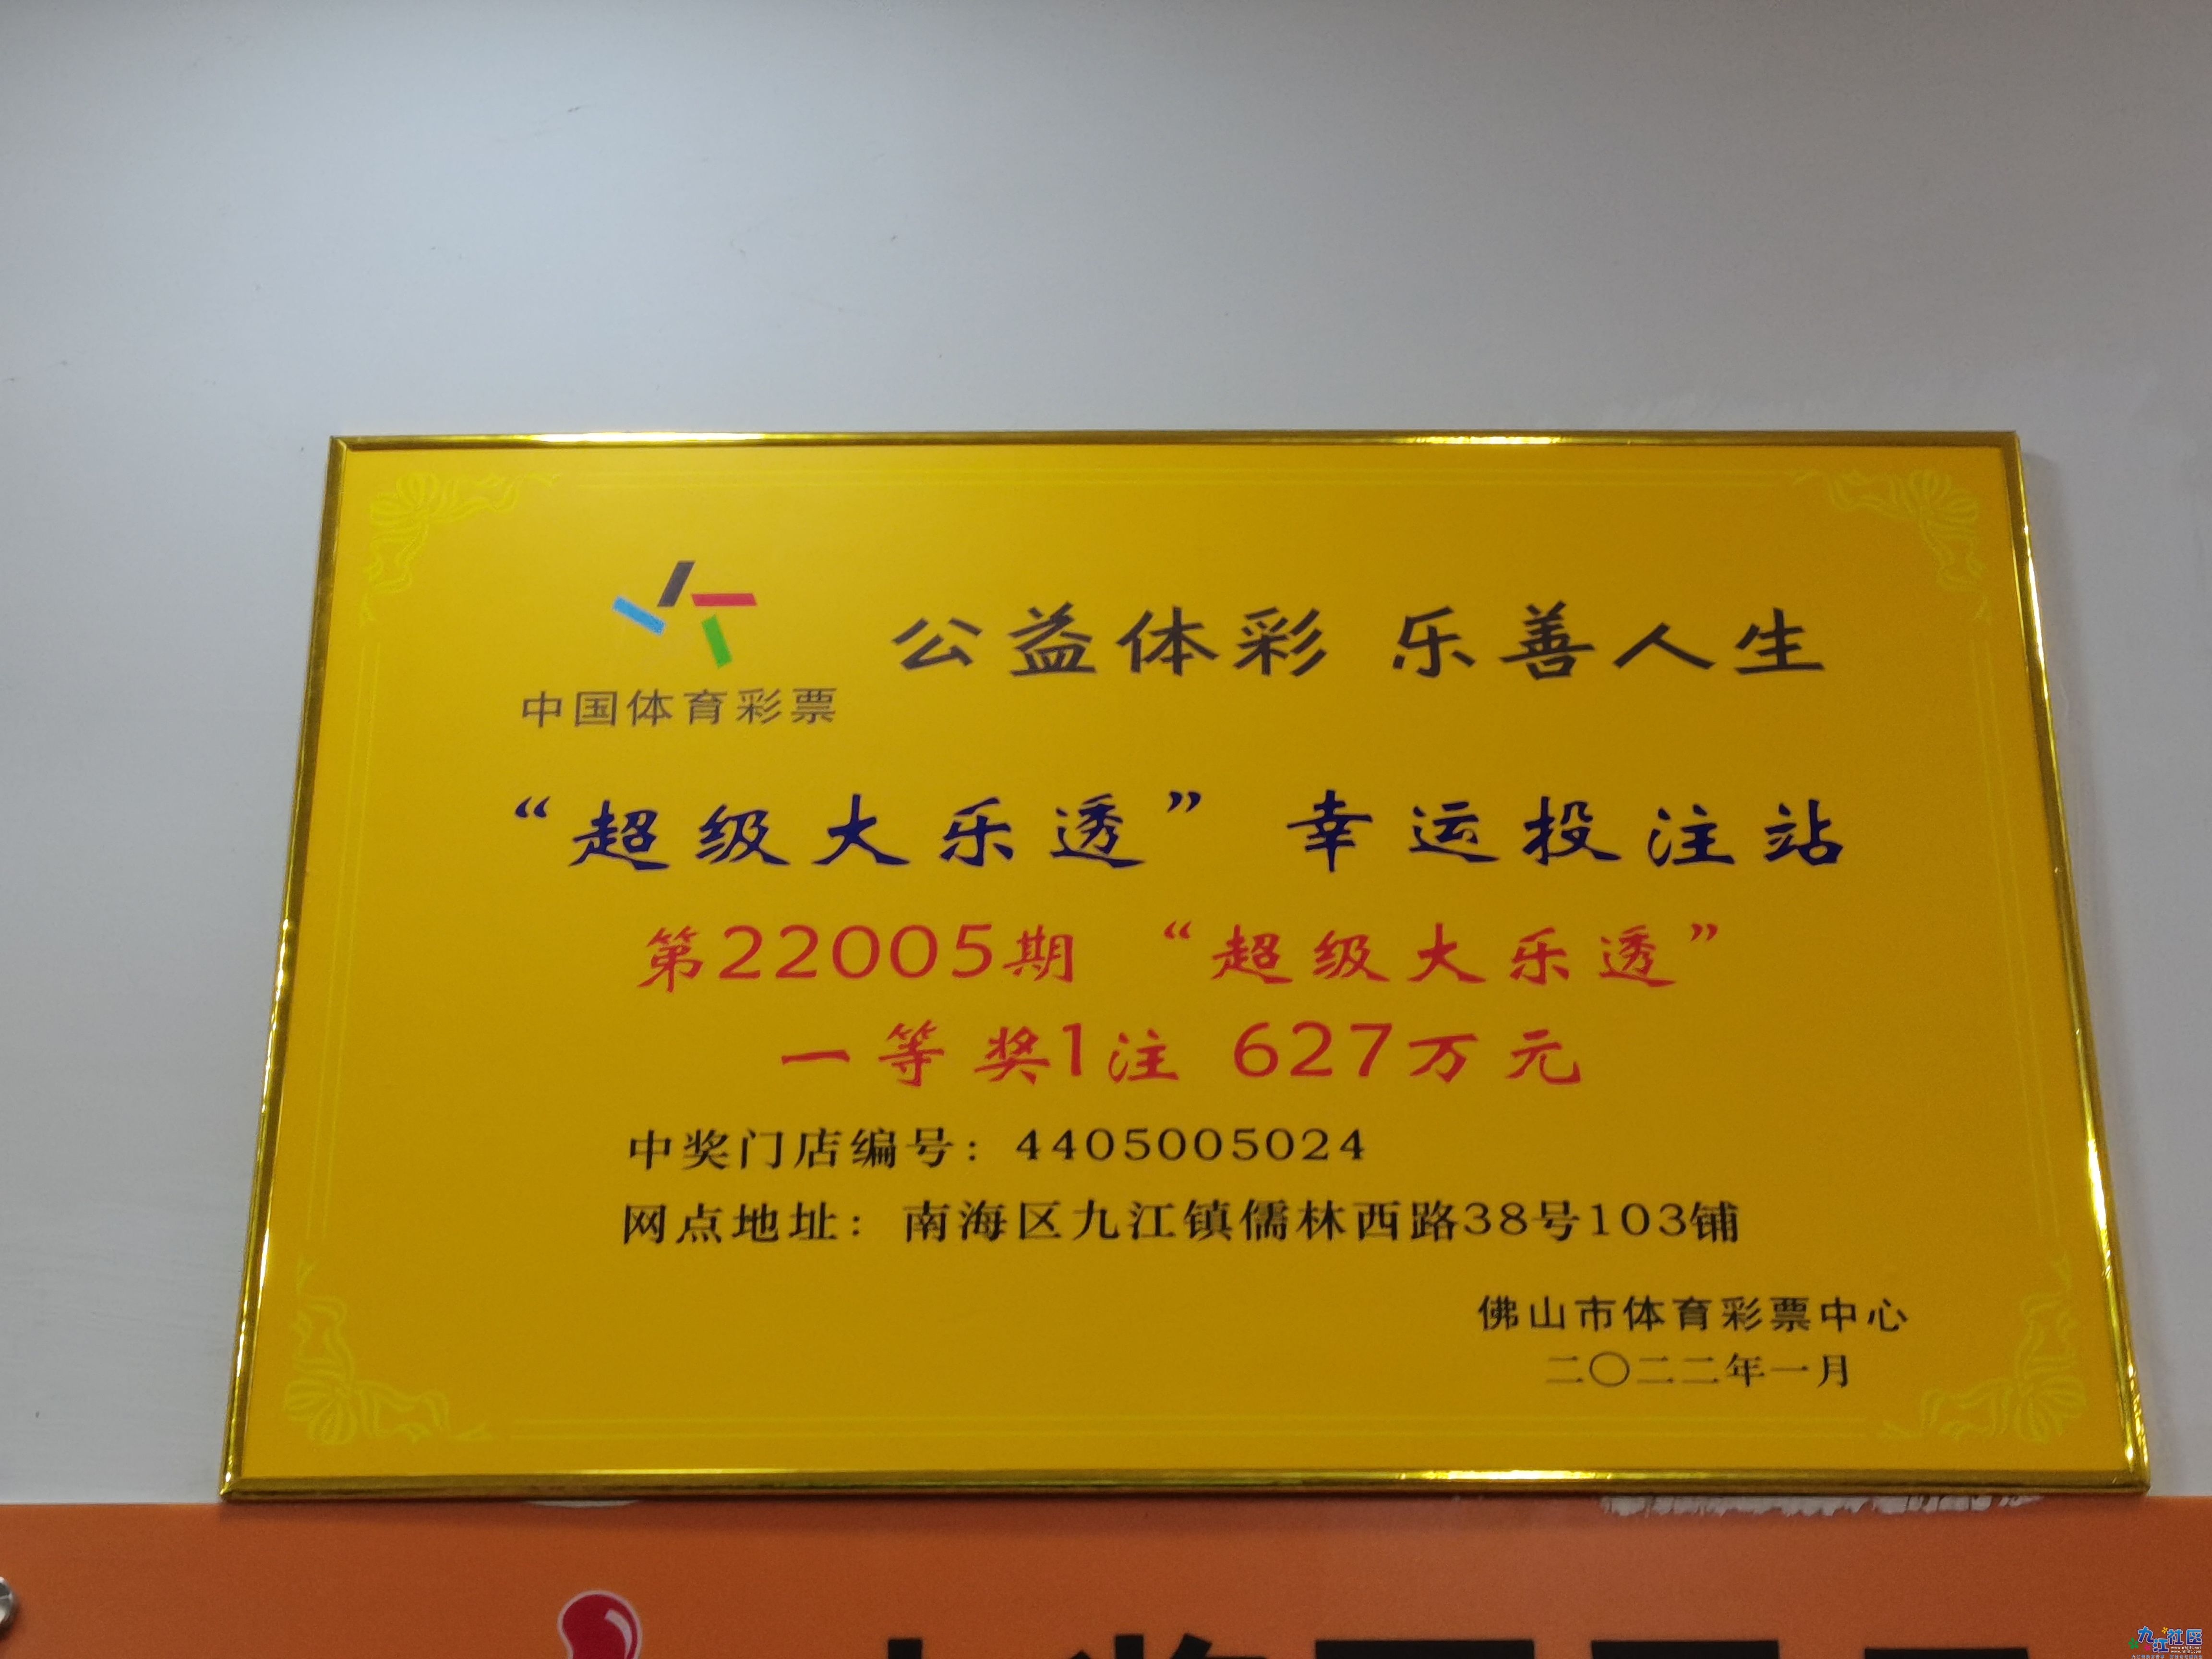 公益体彩 乐善人生
中国体育彩票
“超级大乐透”幸运投注站
第22005期 “超级大乐透”
一等奖1注 627万元
中奖门店编号：4405005024
网点地址：南海区九江镇儒林西路38号103铺
佛山市体育彩票中心
二〇二二年一月
九江社区